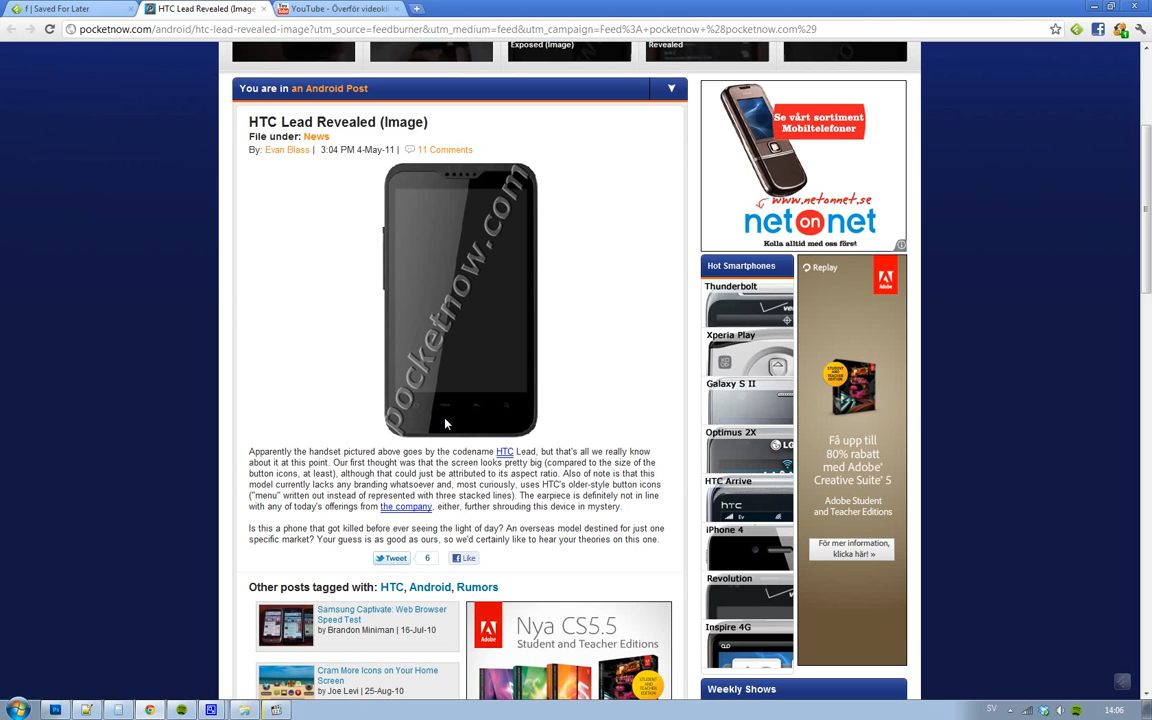 f | Saved For Later
HTC Lead Revealed (Image
YouTube - Överför videokli
pocketnow.com/android/htc-lead-revealed-image?utm_source=feedburner&utm_medium=feed&utm_campaign=Feed%3A+pocketnow+%28pocketnow.com%29
Exposed (Image)
Revealed
You are in an Android Post
HTC Lead Revealed (Image)
File under: News
By: Evan Blass | 3:04 PM 4-May-11 | 11 Comments
pocketnow.com
Apparently the handset pictured above goes by the codename HTC Lead, but that's all we really know
about it at this point. Our first thought was that the screen looks pretty big (compared to the size of the
button icons, at least), although that could just be attributed to its aspect ratio. Also of note is that this
model currently lacks any branding whatsoever and, most curiously, uses HTC's older-style button icons
("menu" written out instead of represented with three stacked lines). The earpiece is definitely not in line
with any of today's offerings from the company, either, further shrouding this device in mystery.
Is this a phone that got killed before ever seeing the light of day? An overseas model destined for just one
specific market? Your guess is as good as ours, so we'd certainly like to hear your theories on this one.
Tweet 6 Like
Other posts tagged with: HTC, Android, Rumors
Samsung Captivate: Web Browser
Speed Test
by Brandon Miniman | 16-Jul-10
Cram More Icons on Your Home
Screen
by Joe Levi | 25-Aug-10
Adobe
Nya CS5.5
Student and Teacher Editions
Se vårt sortiment
Mobiltelefoner
www.netonnet.se
netonnet
Kolla alltid med oss först
Hot Smartphones
Thunderbolt
Xperia Play
Galaxy S II
Optimus 2X
LG
HTC Arrive
htc
iPhone 4
Revolution
Inspire 4G
Replay
Adobe
STUDENT
AND TEACHER
EDITION
Få upp till
80% rabatt
med Adobe®
Creative Suite® 5
Adobe Student
and Teacher Editions
För mer information,
klicka här! »
Weekly Shows
SV
14:06